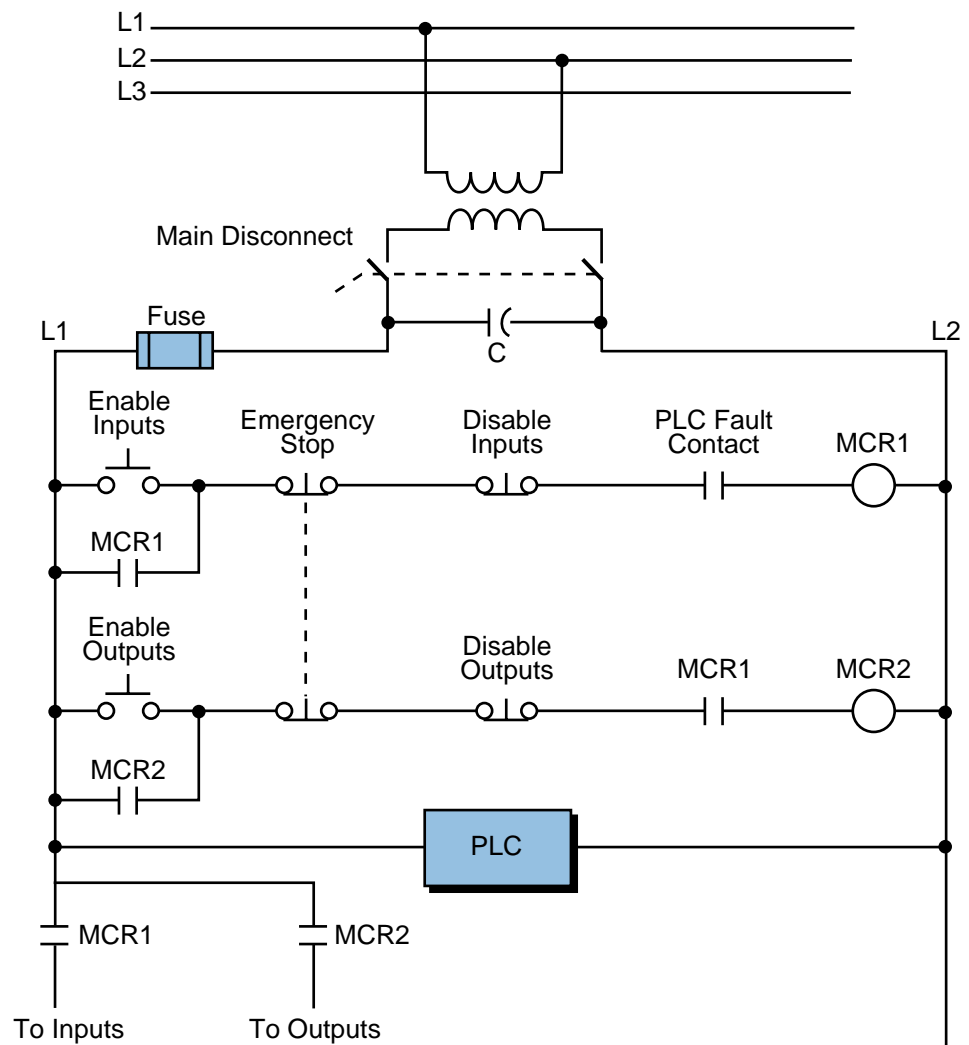 L1
L2
L3
Main Disconnect
L1
Fuse
C
L2
Enable
Inputs
Emergency
Stop
Disable
Inputs
PLC Fault
Contact
MCR1
MCR1
Enable
Outputs
Disable
Outputs
MCR1
MCR2
MCR2
PLC
MCR1
MCR2
To Inputs
To Outputs